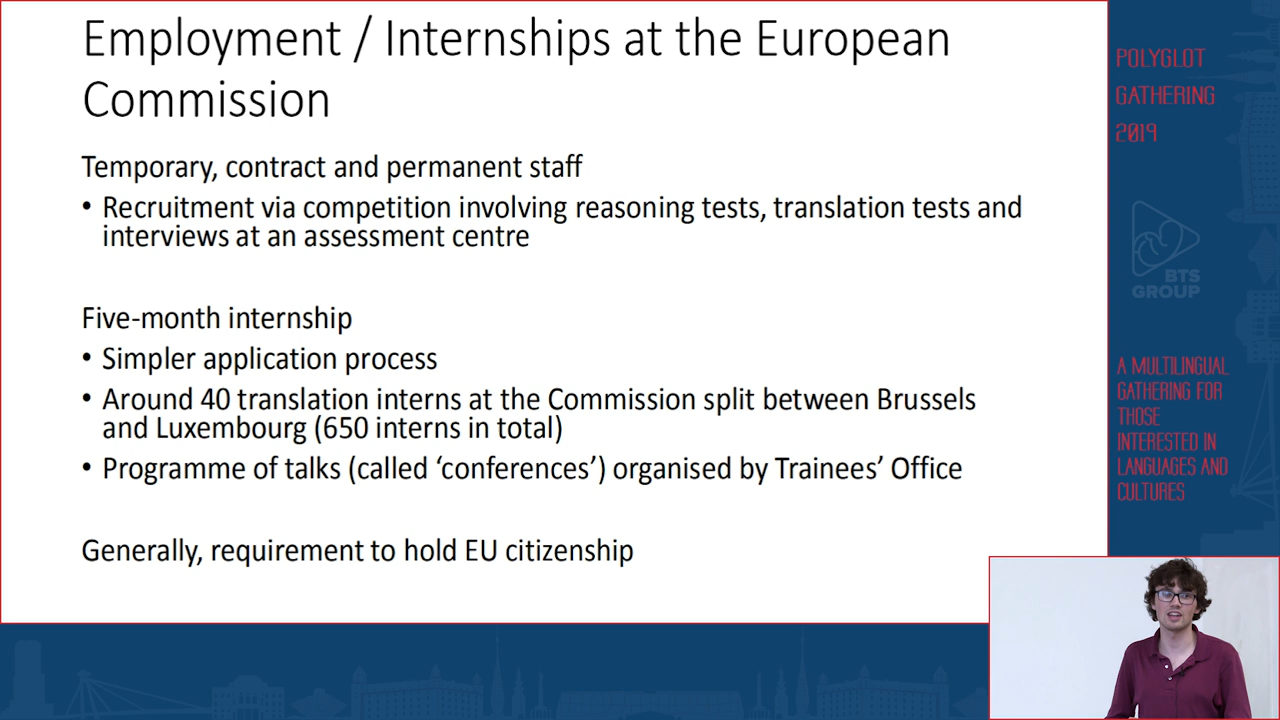 Employment / Internships at the European
Commission
Temporary, contract and permanent staff
• Recruitment via competition involving reasoning tests, translation tests and
interviews at an assessment centre
Five-month internship
• Simpler application process
• Around 40 translation interns at the Commission split between Brussels
and Luxembourg (650 interns in total)
• Programme of talks (called ‘conferences’) organised by Trainees’ Office
Generally, requirement to hold EU citizenship
POLYGLOT
GATHERING
2019
BTS
GROUP
A MULTILINGUAL
GATHERING FOR
THOSE
INTERESTED IN
LANGUAGES AND
CULTURES